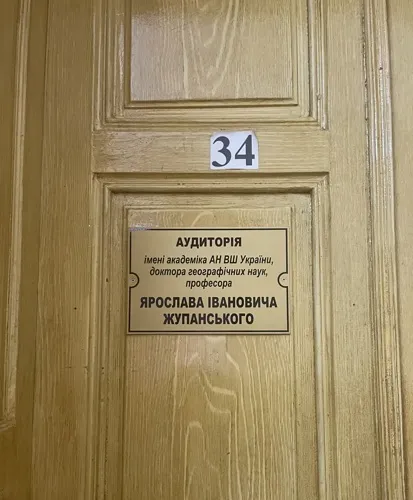 34
АУДИТОРІЯ
імені академіка АН ВШ України,
доктора географічних наук,
професора
ЯРОСЛАВА ІВАНОВИЧА
ЖУПАНСЬКОГО